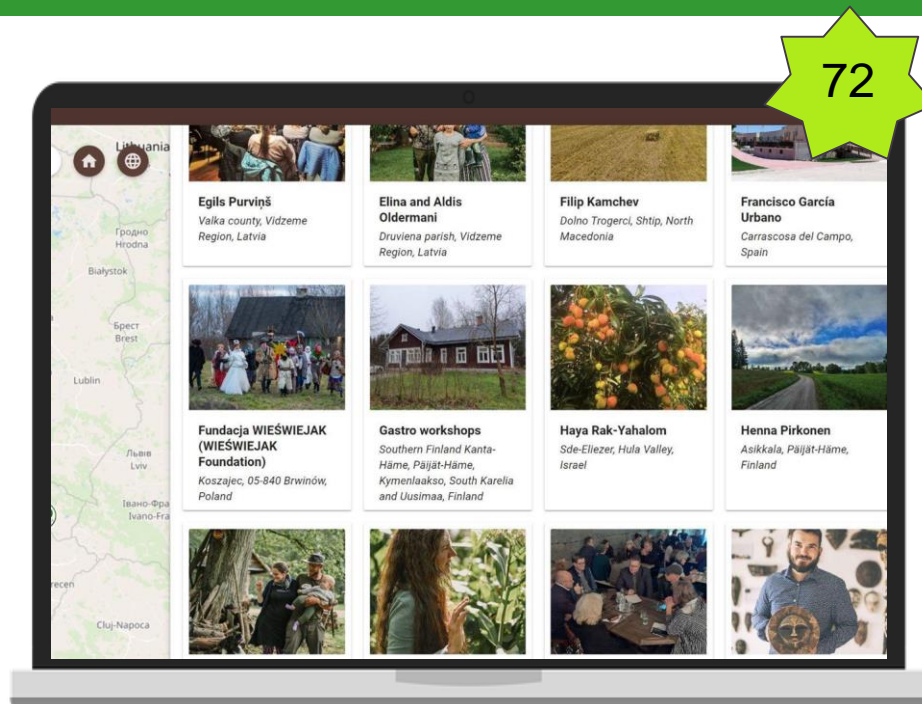 72
Lithuania
Гродно
Hrodna
Białystok
Брест
Brest
Lublin
Львів
Lviv
Івано-Фра
Ivano-Fra
recen
Cluj-Napoca
Egils Purviņš
Valka county, Vidzeme
Region, Latvia
Elina and Aldis
Oldermani
Druviena parish, Vidzeme
Region, Latvia
Filip Kamchev
Dolno Trogerci, Shtip, North
Macedonia
Francisco García
Urbano
Carrascosa del Campo,
Spain
Fundacja WIEŚWIEJAK
(WIEŚWIEJAK
Foundation)
Koszajec, 05-840 Brwinów,
Poland
Gastro workshops
Southern Finland Kanta-
Häme, Päijät-Häme,
Kymenlaakso, South Karelia
and Uusimaa, Finland
Haya Rak-Yahalom
Sde-Eliezer, Hula Valley,
Israel
Henna Pirkonen
Asikkala, Päijät-Häme,
Finland